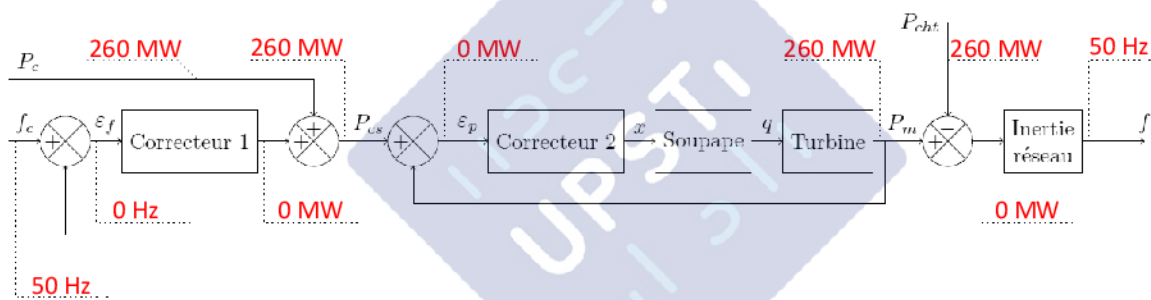 P_cht
260 MW
260 MW
0 MW
260 MW
260 MW
50 Hz
P_c
f_c
+
ε_f
Correcteur 1
+
+
P_cs
+
ε_p
Correcteur 2
x
Soupape
q
Turbine
P_m
+
−
Inertie
réseau
f
0 Hz
0 MW
0 MW
50 Hz
UPSTI